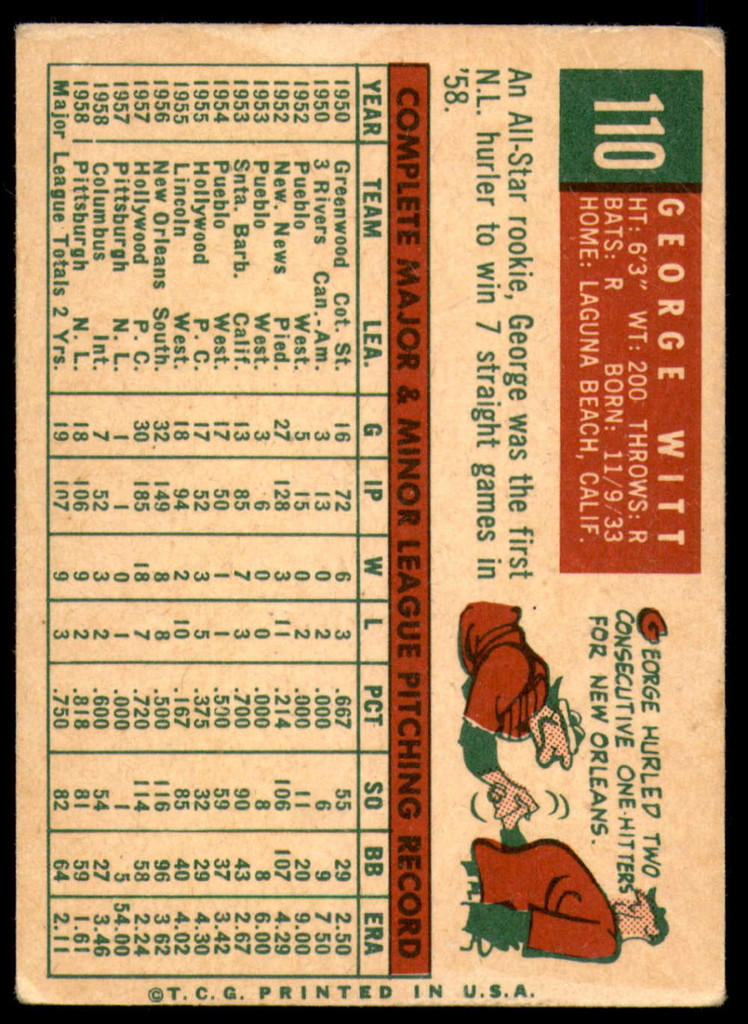 110
GEORGE WITT
HT: 6'3" WT: 200 THROWS: R
BATS: R BORN: 11/9/33
HOME: LAGUNA BEACH, CALIF.
GEORGE HURLED TWO
CONSECUTIVE ONE-HITTERS
FOR NEW ORLEANS.
An All-Star rookie, George was the first
N.L. hurler to win 7 straight games in
'58.
COMPLETE MAJOR & MINOR LEAGUE PITCHING RECORD
YEAR TEAM LEA. G IP W L PCT SO BB ERA
1950 Greenwood Cot. St. 16 72 6 3 .667 55 29 2.50
1950 3 Rivers Can.-Am. 3 13 0 2 .000 6 9 7.50
1952 Pueblo West. 5 15 0 2 .000 11 20 9.00
1952 New. News Pied. 27 128 3 11 .214 106 107 4.29
1953 Pueblo West. 3 6 0 0 .000 8 8 6.00
1953 Snta. Barb. Calif. 13 85 7 3 .700 90 43 2.67
1954 Pueblo West. 17 50 1 1 .500 59 37 3.42
1955 Hollywood P. C. 17 52 3 5 .375 32 29 4.30
1955 Lincoln West. 18 94 2 10 .167 85 40 4.02
1956 New Orleans South. 32 149 8 8 .500 116 96 3.62
1957 Hollywood P. C. 30 185 18 7 .720 114 58 2.24
1957 Pittsburgh N. L. 1 1 0 1 .000 1 5 54.00
1958 Columbus Int. 7 52 3 2 .600 54 27 3.46
1958 Pittsburgh N. L. 18 106 9 2 .818 81 59 1.61
Major League Totals 2 Yrs. 19 107 9 3 .750 82 64 2.11
©T.C.G. PRINTED IN U.S.A.